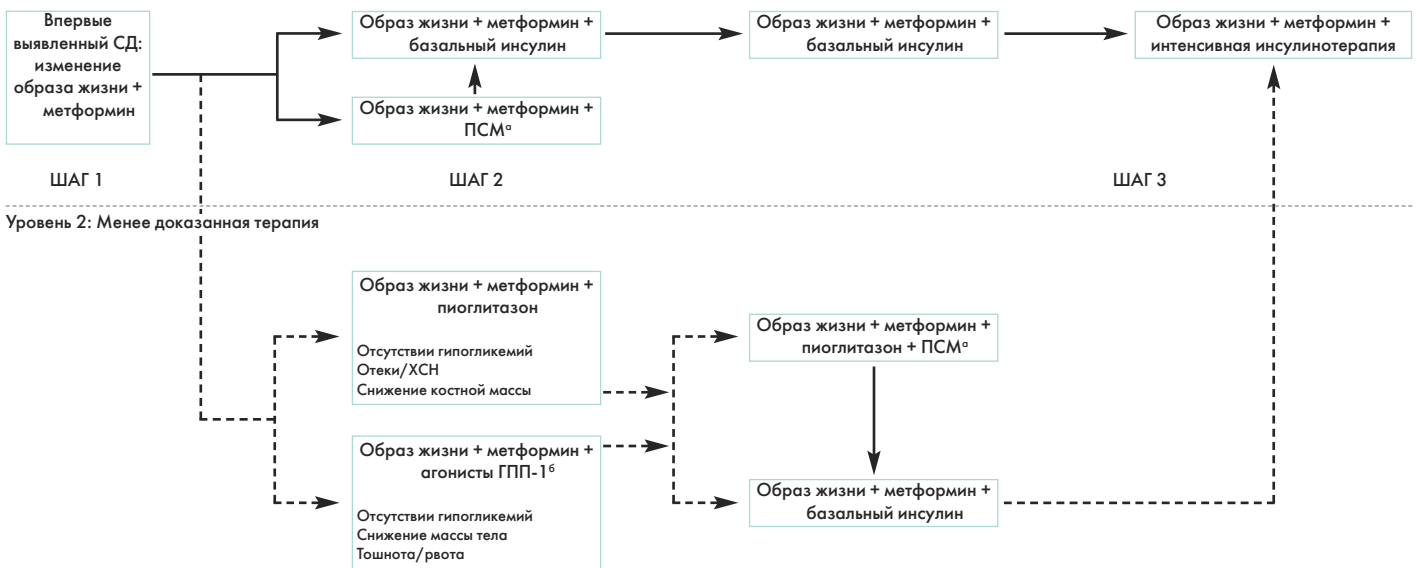 Впервые
выявленный СД:
изменение
образа жизни +
метформин
Образ жизни + метформин +
базальный инсулин
Образ жизни + метформин +
базальный инсулин
Образ жизни + метформин +
интенсивная инсулинотерапия
Образ жизни + метформин +
ПСМᵃ
ШАГ 1
ШАГ 2
ШАГ 3
Уровень 2: Менее доказанная терапия
Образ жизни + метформин +
пиоглитазон
Отсутствии гипогликемий
Отеки/ХСН
Снижение костной массы
Образ жизни + метформин +
пиоглитазон + ПСМᵃ
Образ жизни + метформин +
агонисты ГПП-1ᵇ
Отсутствии гипогликемий
Снижение массы тела
Тошнота/рвота
Образ жизни + метформин +
базальный инсулин